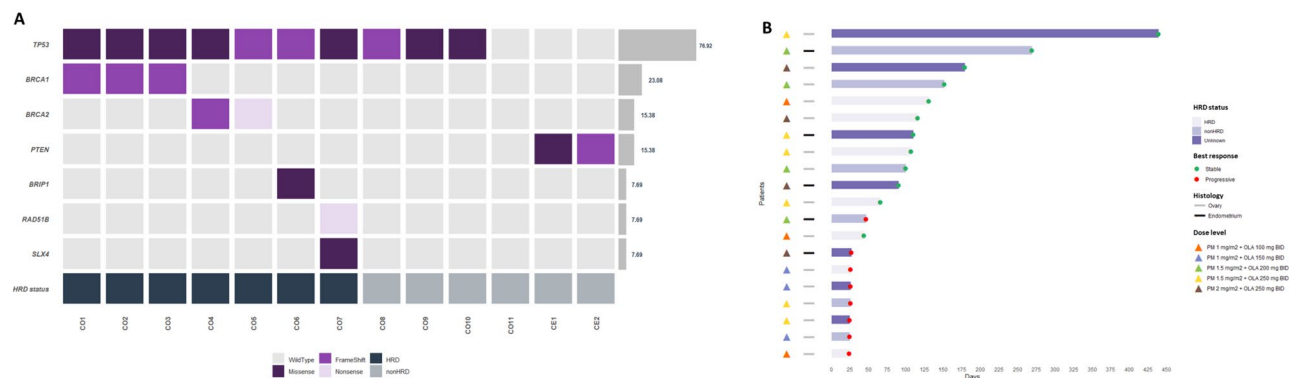 A
TP53
76.92
BRCA1
23.08
BRCA2
15.38
PTEN
15.38
BRIP1
7.69
RAD51B
7.69
SLX4
7.69
HRD status
CO1 CO2 CO3 CO4 CO5 CO6 CO7 CO8 CO9 CO10 CO11 CE1 CE2
WildType FrameShift HRD
Missense Nonsense nonHRD
B
Patients
0 25 50 75 100 125 150 175 200 225 250 275 300 325 350 375 400 425 450
Days
HRD status
HRD
nonHRD
Unknown
Best response
Stable
Progressive
Histology
Ovary
Endometrium
Dose level
PM 1 mg/m2 + OLA 100 mg BID
PM 1 mg/m2 + OLA 150 mg BID
PM 1.5 mg/m2 + OLA 200 mg BID
PM 1.5 mg/m2 + OLA 250 mg BID
PM 2 mg/m2 + OLA 250 mg BID